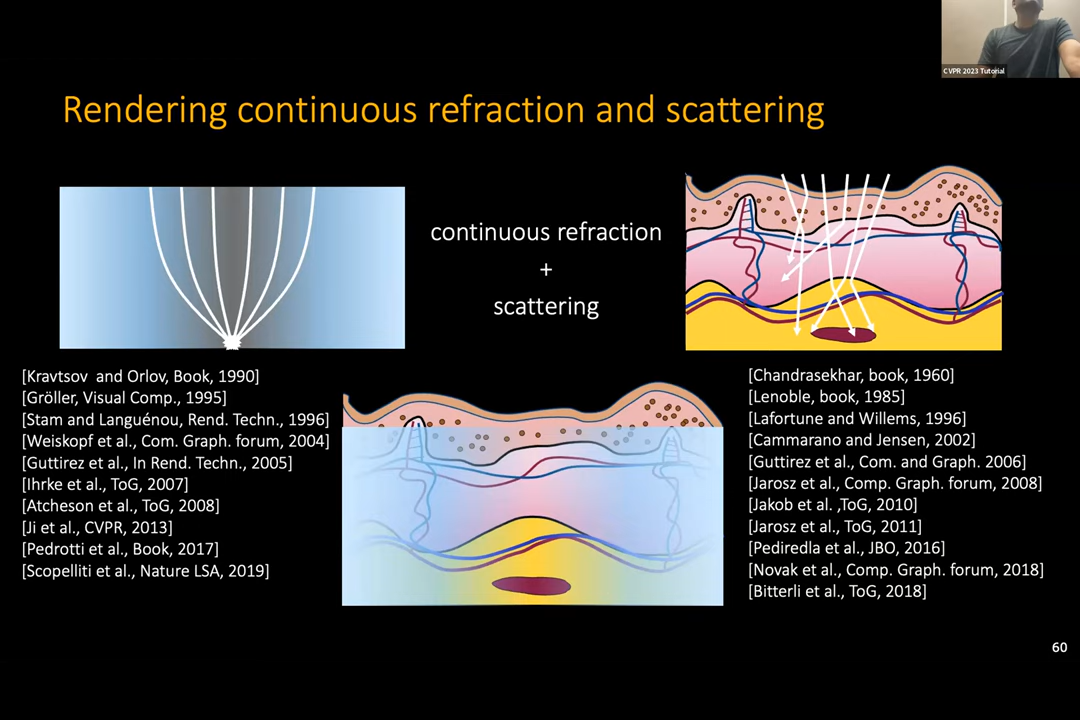 CVPR 2023 Tutorial
Rendering continuous refraction and scattering
continuous refraction
+
scattering
[Kravtsov and Orlov, Book, 1990]
[Gröller, Visual Comp., 1995]
[Stam and Languénou, Rend. Techn., 1996]
[Weiskopf et al., Com. Graph. forum, 2004]
[Guttirez et al., In Rend. Techn., 2005]
[Ihrke et al., ToG, 2007]
[Atcheson et al., ToG, 2008]
[Ji et al., CVPR, 2013]
[Pedrotti et al., Book, 2017]
[Scopelliti et al., Nature LSA, 2019]
[Chandrasekhar, book, 1960]
[Lenoble, book, 1985]
[Lafortune and Willems, 1996]
[Cammarano and Jensen, 2002]
[Guttirez et al., Com. and Graph. 2006]
[Jarosz et al., Comp. Graph. forum, 2008]
[Jakob et al. ,ToG, 2010]
[Jarosz et al., ToG, 2011]
[Pediredla et al., JBO, 2016]
[Novak et al., Comp. Graph. forum, 2018]
[Bitterli et al., ToG, 2018]
60